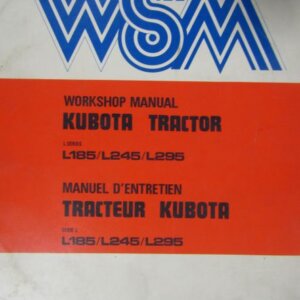 WSM
WORKSHOP MANUAL
KUBOTA TRACTOR
L SERIES
L185/L245/L295
MANUEL D'ENTRETIEN
TRACTEUR KUBOTA
SERIE L
L185/L245/L295